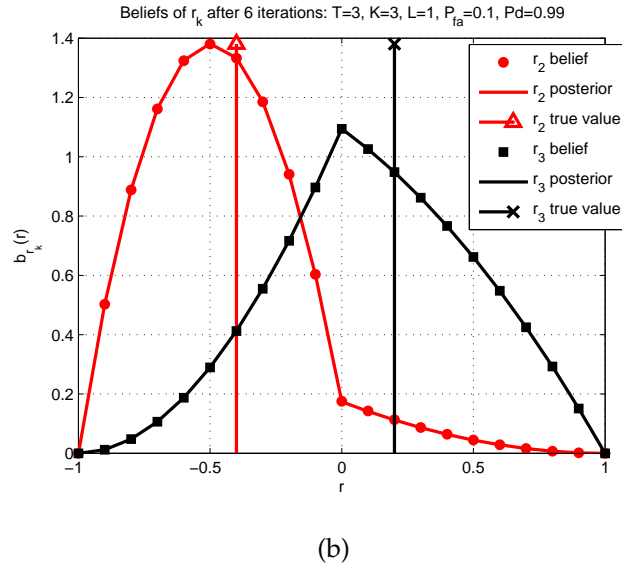 Beliefs of r_k after 6 iterations: T=3, K=3, L=1, P_fa=0.1, Pd=0.99
1.4
1.2
1
0.8
0.6
0.4
0.2
0
b_{r_k}(r)
r_2 belief
r_2 posterior
r_2 true value
r_3 belief
r_3 posterior
r_3 true value
−1 −0.5 0 0.5 1
r
(b)